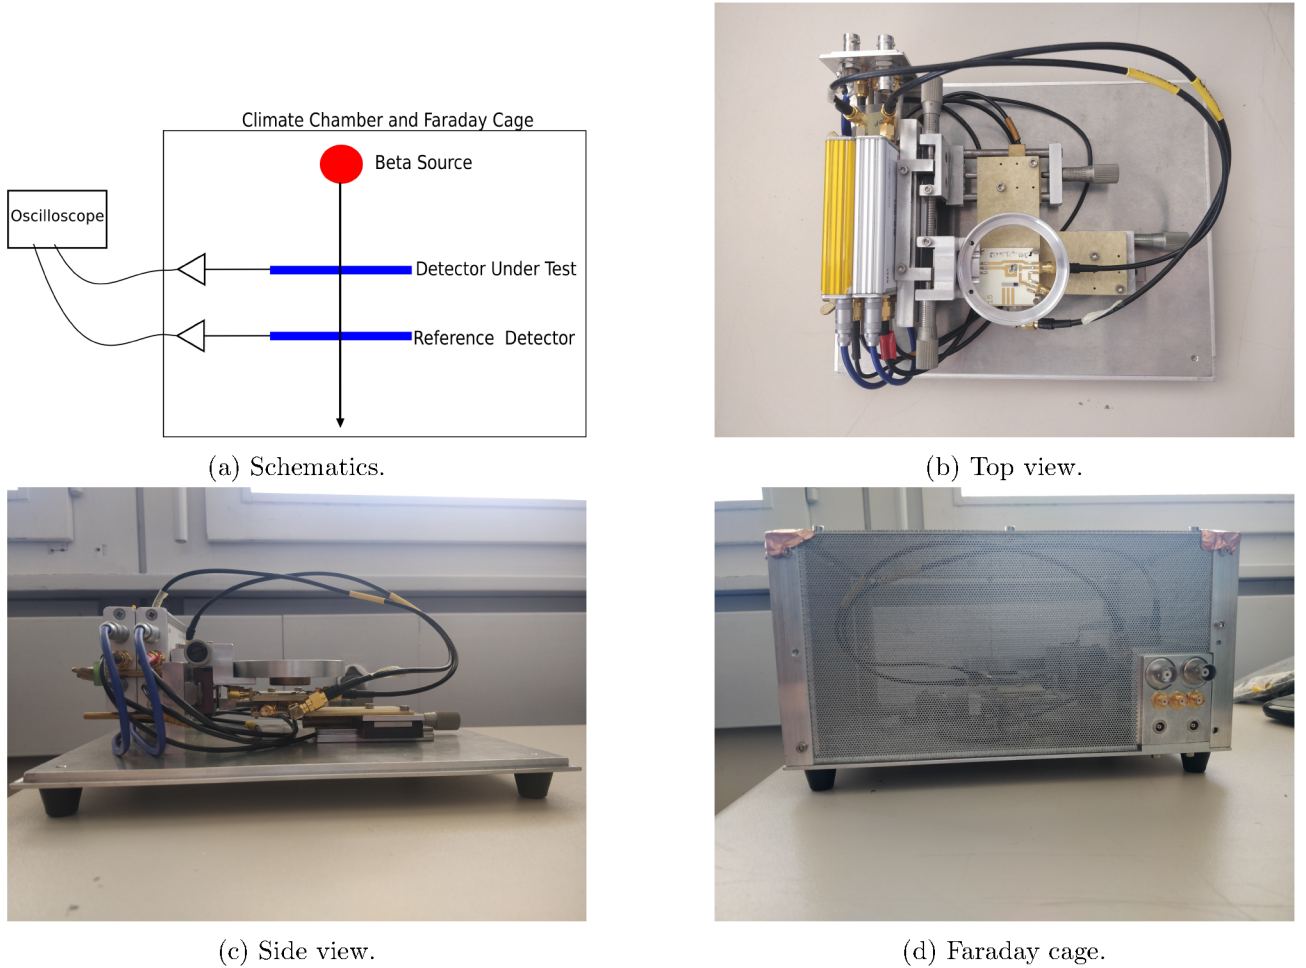 Climate Chamber and Faraday Cage
Beta Source
Oscilloscope
Detector Under Test
Reference Detector
(a) Schematics.
(b) Top view.
(c) Side view.
(d) Faraday cage.